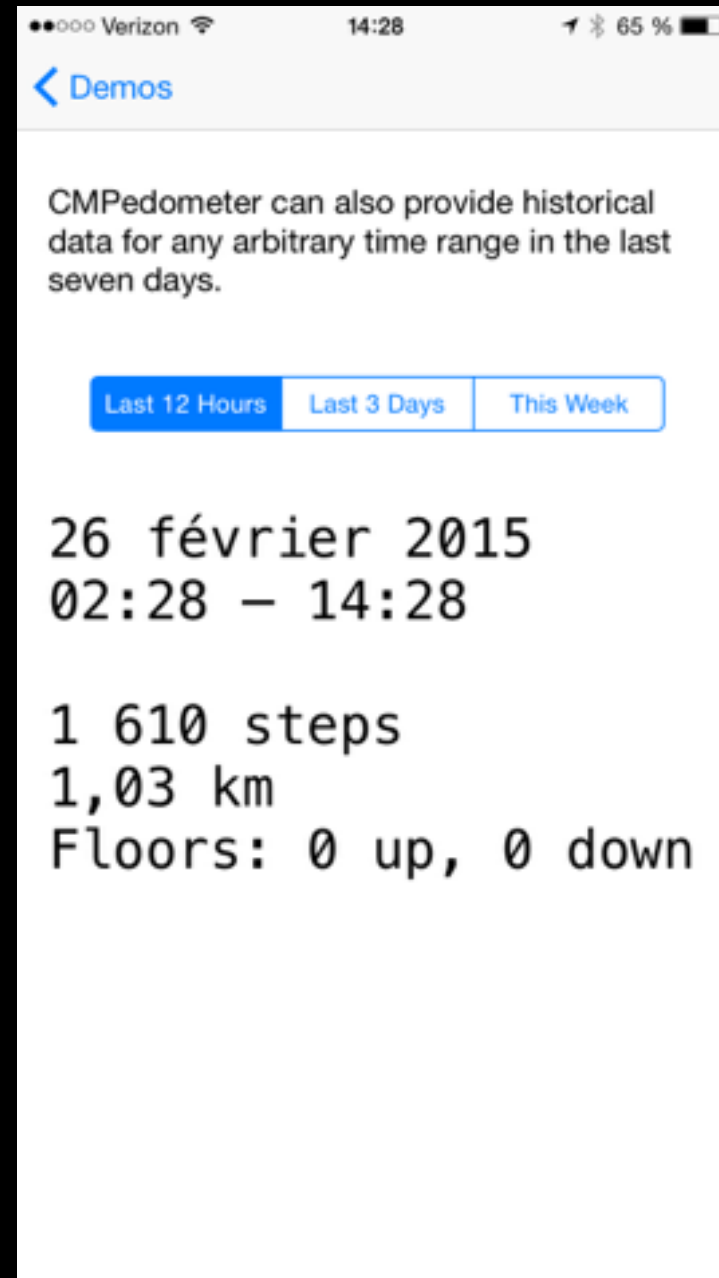 Verizon 14:28 65 %
Demos
CMPedometer can also provide historical
data for any arbitrary time range in the last
seven days.
Last 12 Hours Last 3 Days This Week
26 février 2015
02:28 – 14:28
1 610 steps
1,03 km
Floors: 0 up, 0 down